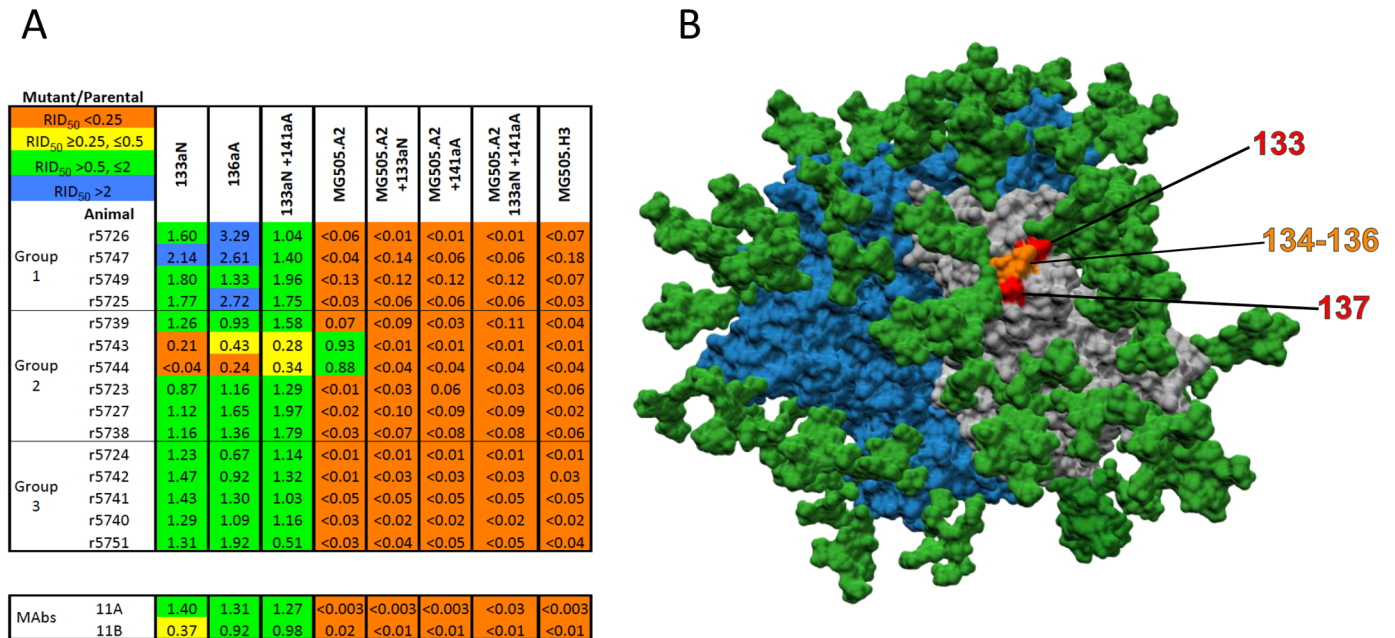 A
B
Mutant/Parental
RID50 <0.25
RID50 ≥0.25, ≤0.5
RID50 >0.5, ≤2
RID50 >2
Animal
133aN
136aA
133aN +141aA
MG505.A2
MG505.A2 +133aN
MG505.A2 +141aA
MG505.A2 133aN +141aA
MG505.H3
Group 1
r5726 1.60 3.29 1.04 <0.06 <0.01 <0.01 <0.01 <0.07
r5747 2.14 2.61 1.40 <0.04 <0.14 <0.06 <0.06 <0.18
r5749 1.80 1.33 1.96 <0.13 <0.12 <0.12 <0.12 <0.07
r5725 1.77 2.72 1.75 <0.03 <0.06 <0.06 <0.06 <0.03
Group 2
r5739 1.26 0.93 1.58 0.07 <0.09 <0.03 <0.11 <0.04
r5743 0.21 0.43 0.28 0.93 <0.01 <0.01 <0.01 <0.01
r5744 <0.04 0.24 0.34 0.88 <0.04 <0.04 <0.04 <0.04
r5723 0.87 1.16 1.29 <0.01 <0.03 0.06 <0.03 <0.06
r5727 1.12 1.65 1.97 <0.02 <0.10 <0.09 <0.09 <0.02
r5738 1.16 1.36 1.79 <0.03 <0.07 <0.08 <0.08 <0.06
Group 3
r5724 1.23 0.67 1.14 <0.01 <0.01 <0.01 <0.01 <0.01
r5742 1.47 0.92 1.32 <0.01 <0.03 <0.03 <0.03 0.03
r5741 1.43 1.30 1.03 <0.05 <0.05 <0.05 <0.05 <0.05
r5740 1.29 1.09 1.16 <0.03 <0.02 <0.02 <0.02 <0.02
r5751 1.31 1.92 0.51 <0.03 <0.04 <0.05 <0.05 <0.04
MAbs
11A 1.40 1.31 1.27 <0.003 <0.003 <0.003 <0.03 <0.003
11B 0.37 0.92 0.98 0.02 <0.01 <0.01 <0.01 <0.01
133
134-136
137